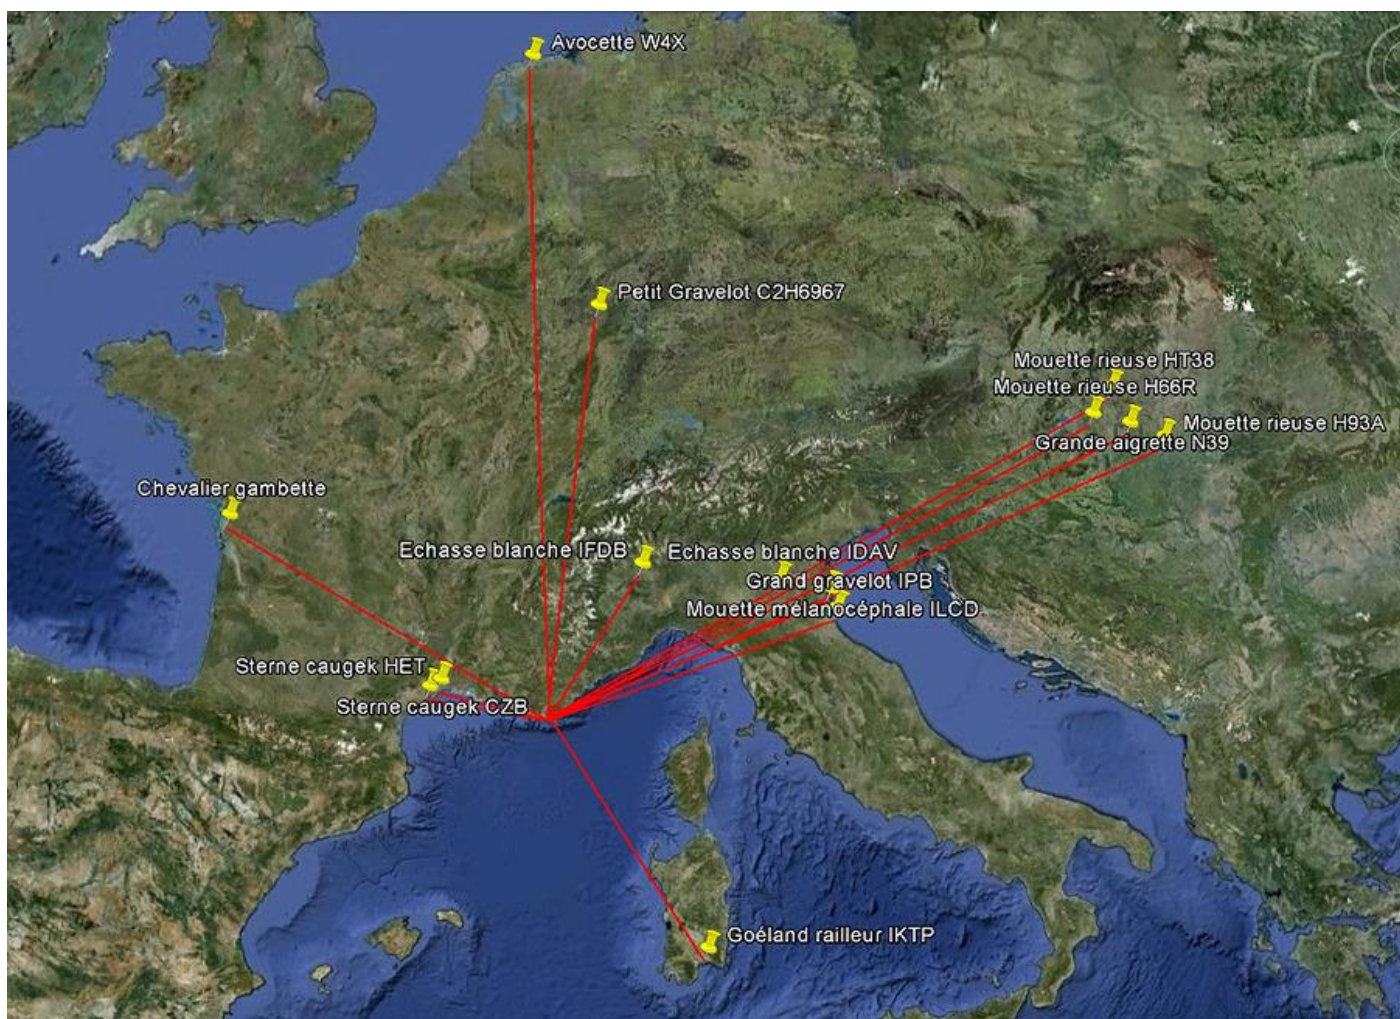 Avocette W4X
Petit Gravelot C2H6967
Mouette rieuse HT38
Mouette rieuse H66R
Mouette rieuse H93A
Grande aigrette N39
Chevalier gambette
Echasse blanche IFDB
Echasse blanche IDAV
Grand gravelot IPB
Mouette mélanocéphale ILCD
Sterne caugek HET
Sterne caugek CZB
Goéland railleur IKTP